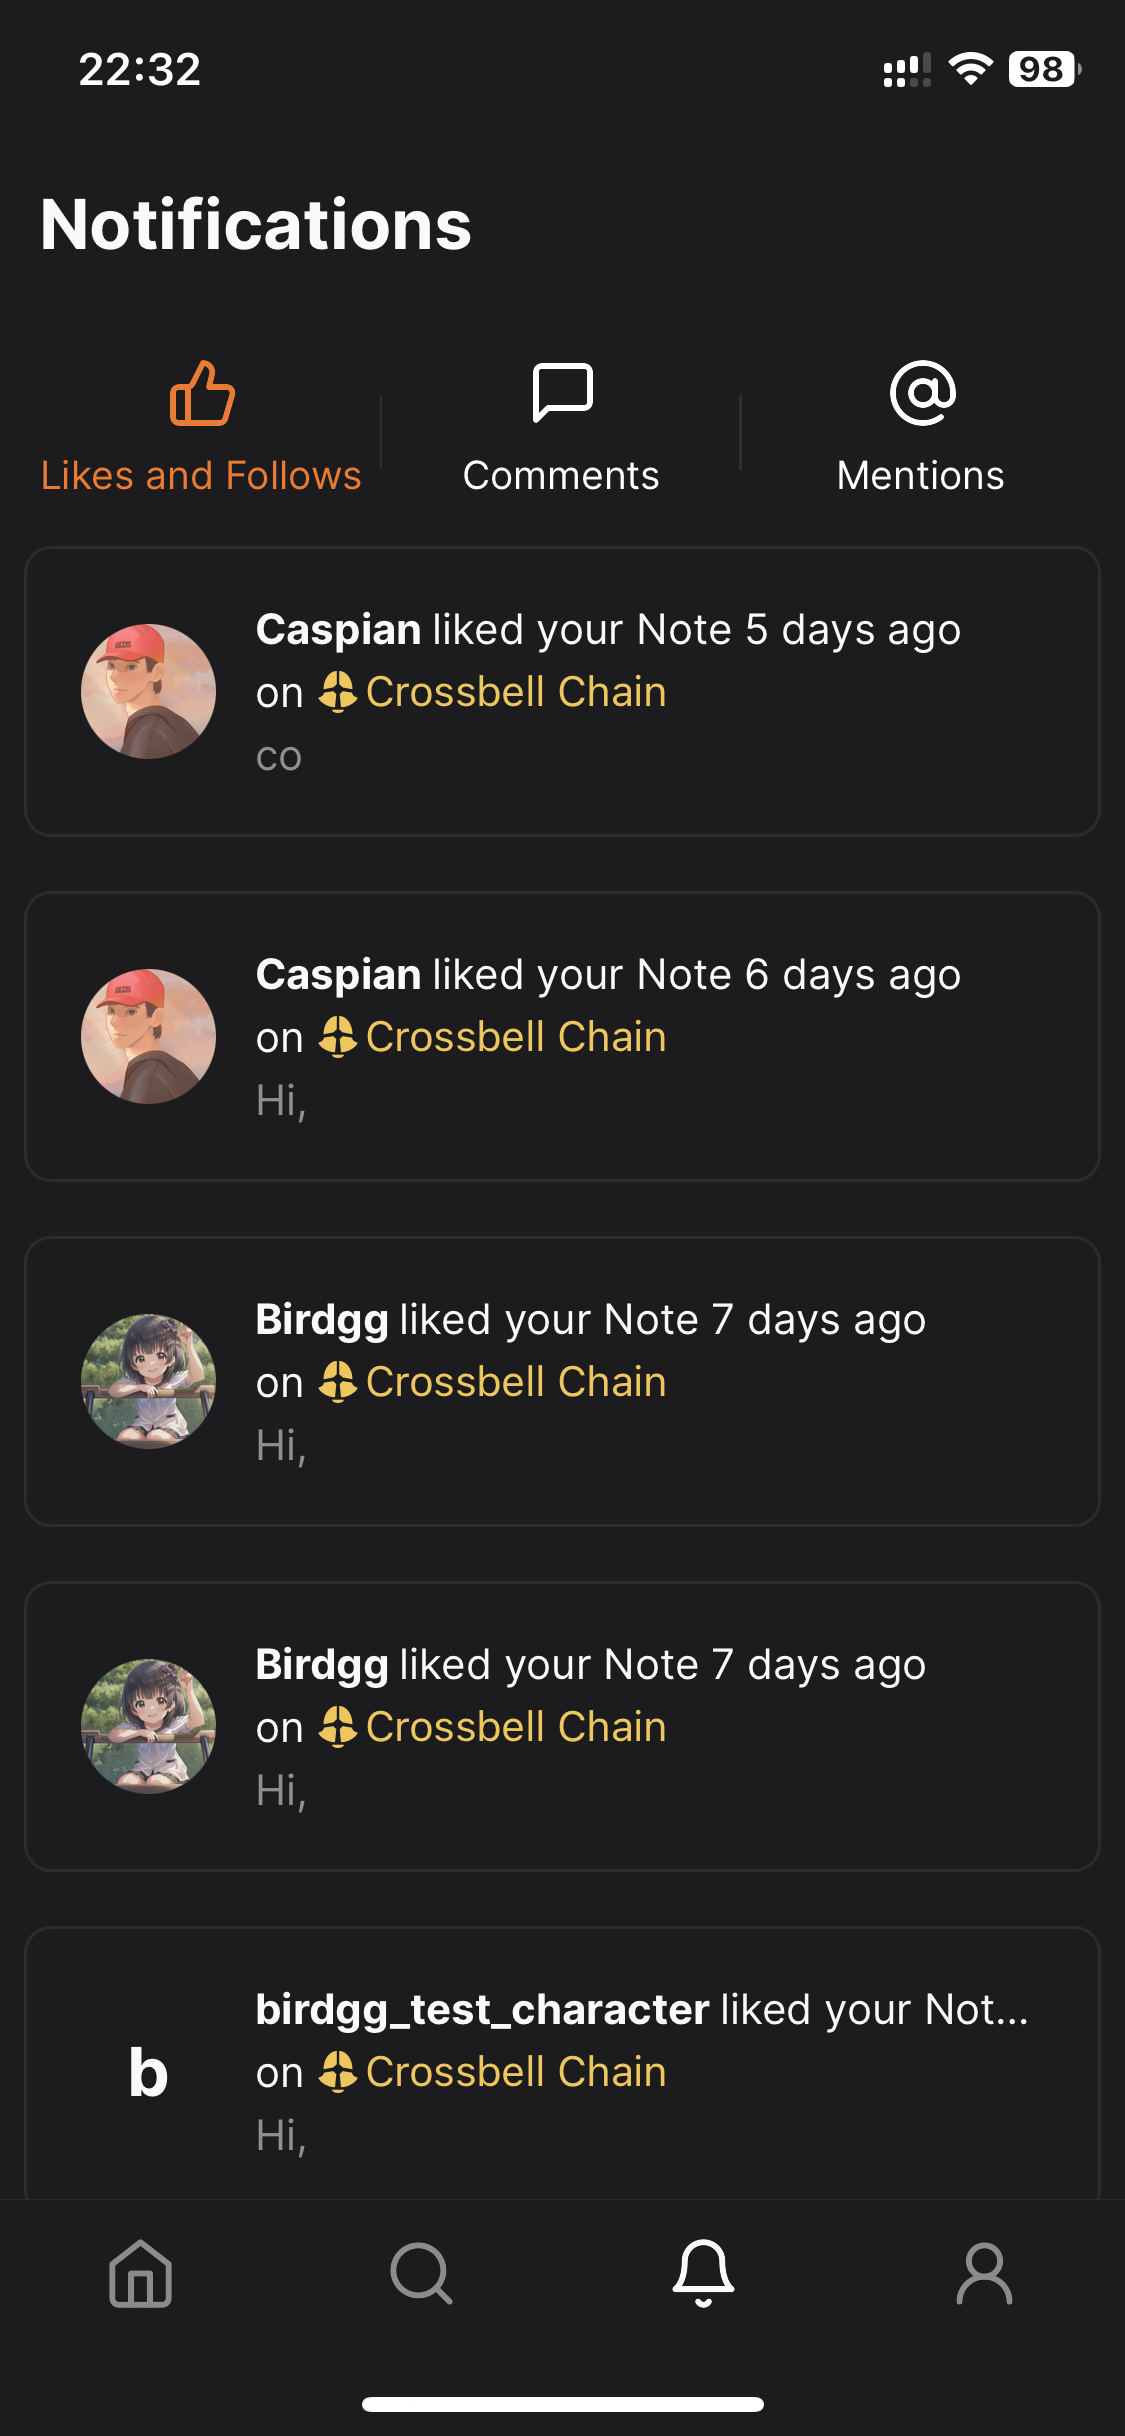 22:32
98
Notifications
Likes and Follows
Comments
Mentions
Caspian liked your Note 5 days ago
on Crossbell Chain
co
Caspian liked your Note 6 days ago
on Crossbell Chain
Hi,
Birdgg liked your Note 7 days ago
on Crossbell Chain
Hi,
Birdgg liked your Note 7 days ago
on Crossbell Chain
Hi,
b
birdgg_test_character liked your Not...
on Crossbell Chain
Hi,